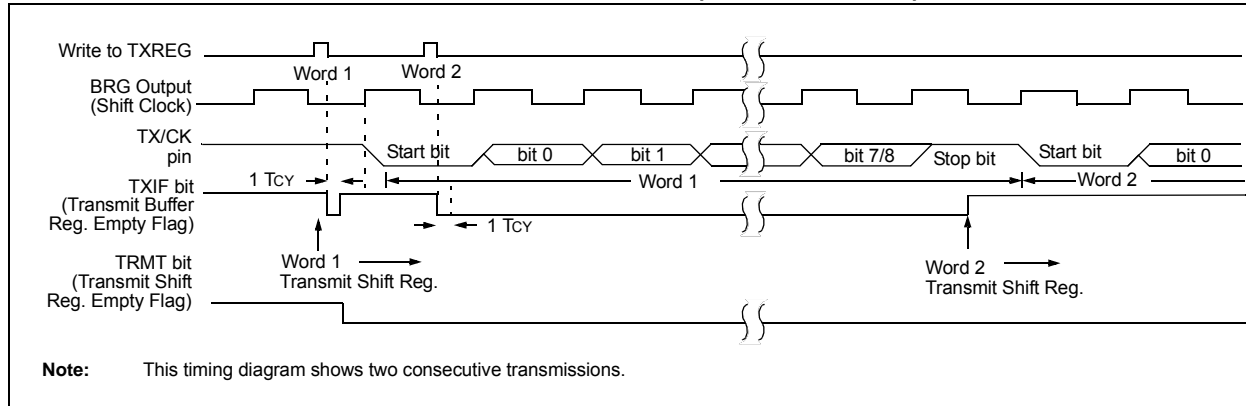 Write to TXREG
Word 1
Word 2
BRG Output
(Shift Clock)
TX/CK
pin
Start bit
bit 0
bit 1
bit 7/8
Stop bit
Start bit
bit 0
1 TCY
Word 1
Word 2
TXIF bit
(Transmit Buffer
Reg. Empty Flag)
1 TCY
Word 1
Transmit Shift Reg.
Word 2
Transmit Shift Reg.
TRMT bit
(Transmit Shift
Reg. Empty Flag)
Note: This timing diagram shows two consecutive transmissions.